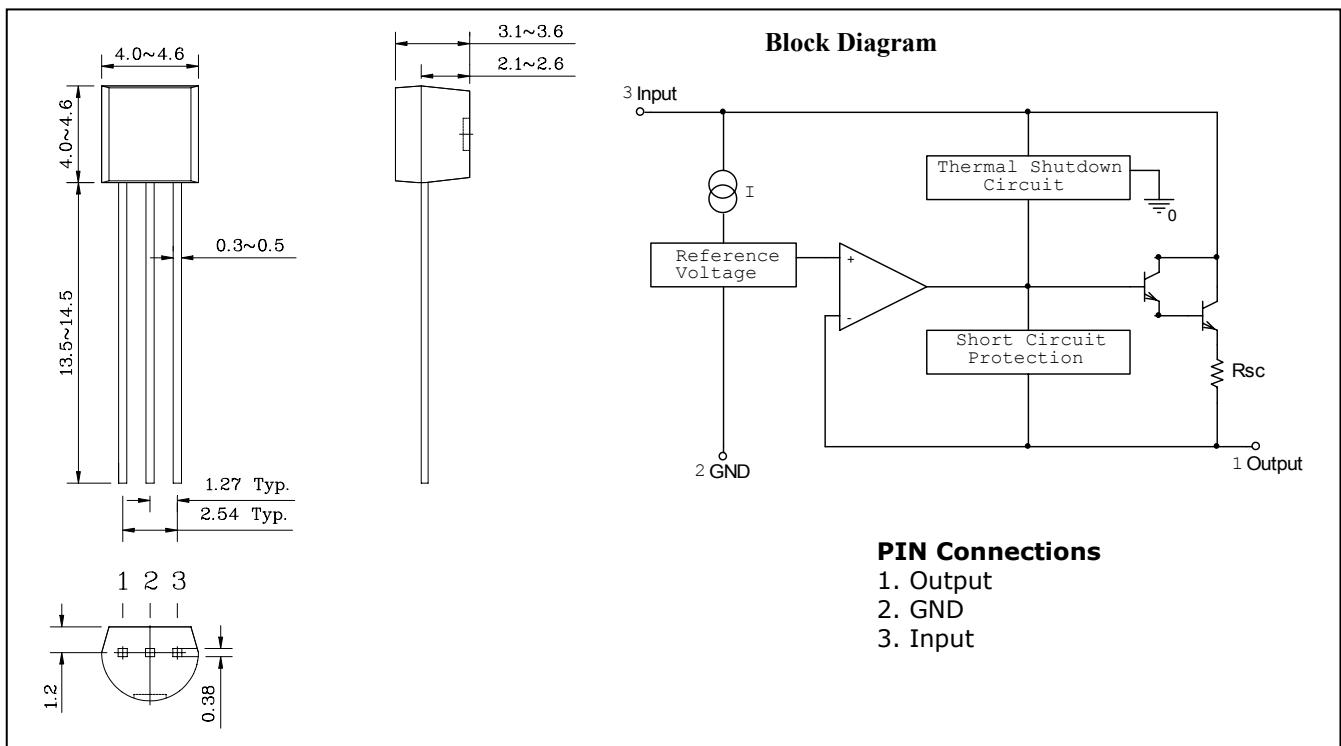 4.0~4.6
4.0~4.6
13.5~14.5
0.3~0.5
1.27 Typ.
2.54 Typ.
3.1~3.6
2.1~2.6
1 2 3
1.2
0.38
Block Diagram
3 Input
I
Thermal Shutdown
Circuit
0
Reference
Voltage
+
-
Short Circuit
Protection
Rsc
2 GND
1 Output
PIN Connections
1. Output
2. GND
3. Input